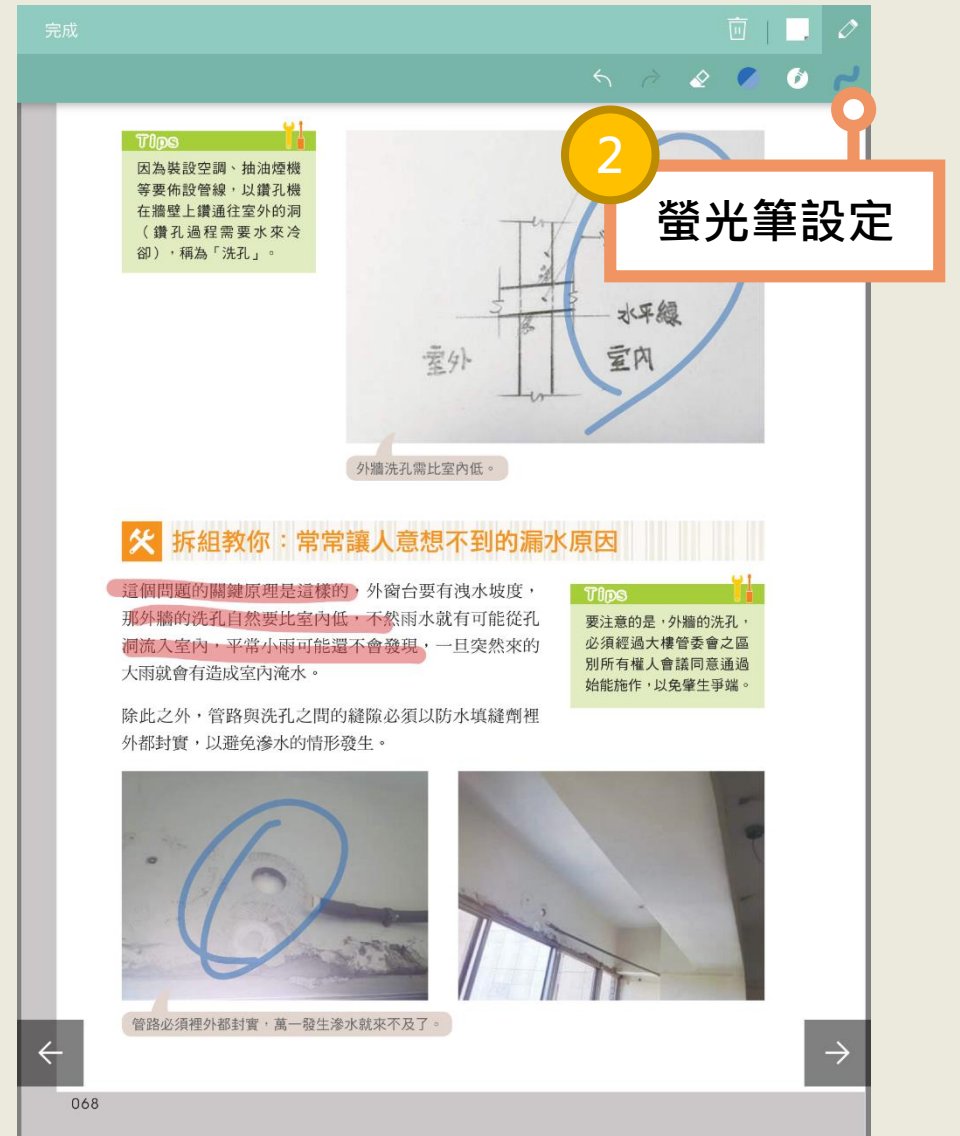 完成
2
螢光筆設定
Tips
因為裝設空調、抽油煙機
等要佈設管線，以鑽孔機
在牆壁上鑽通往室外的洞
（鑽孔過程需要水來冷
卻），稱為「洗孔」。
水平線
室外
室內
外牆洗孔需比室內低。
拆組教你：常常讓人意想不到的漏水原因
這個問題的關鍵原理是這樣的，外窗台要有洩水坡度，
那外牆的洗孔自然要比室內低，不然雨水就有可能從孔
洞流入室內，平常小雨可能還不會發現，一旦突然來的
大雨就會有造成室內淹水。
Tips
要注意的是，外牆的洗孔，
必須經過大樓管委會之區
別所有權人會議同意通過
始能施作，以免肇生爭端。
除此之外，管路與洗孔之間的縫隙必須以防水填縫劑裡
外都封實，以避免滲水的情形發生。
管路必須裡外都封實，萬一發生滲水就來不及了。
068